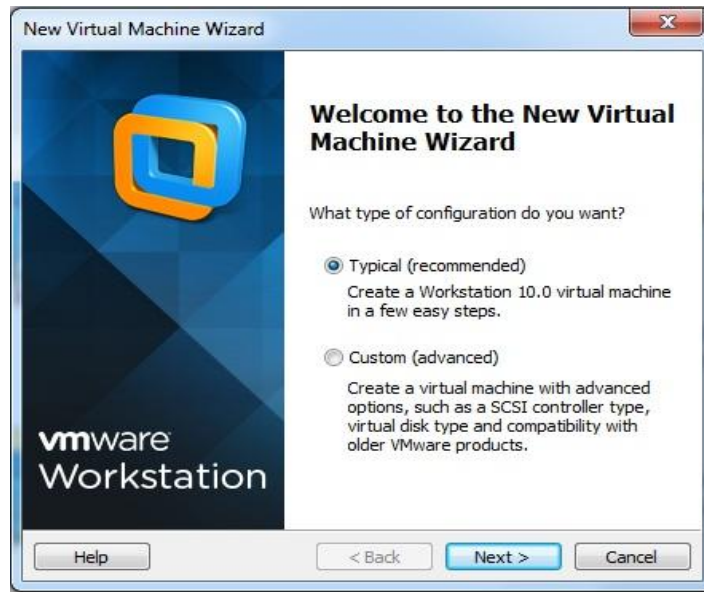 New Virtual Machine Wizard
Welcome to the New Virtual
Machine Wizard
What type of configuration do you want?
Typical (recommended)
Create a Workstation 10.0 virtual machine
in a few easy steps.
Custom (advanced)
Create a virtual machine with advanced
options, such as a SCSI controller type,
virtual disk type and compatibility with
older VMware products.
vmware
Workstation
Help
< Back
Next >
Cancel